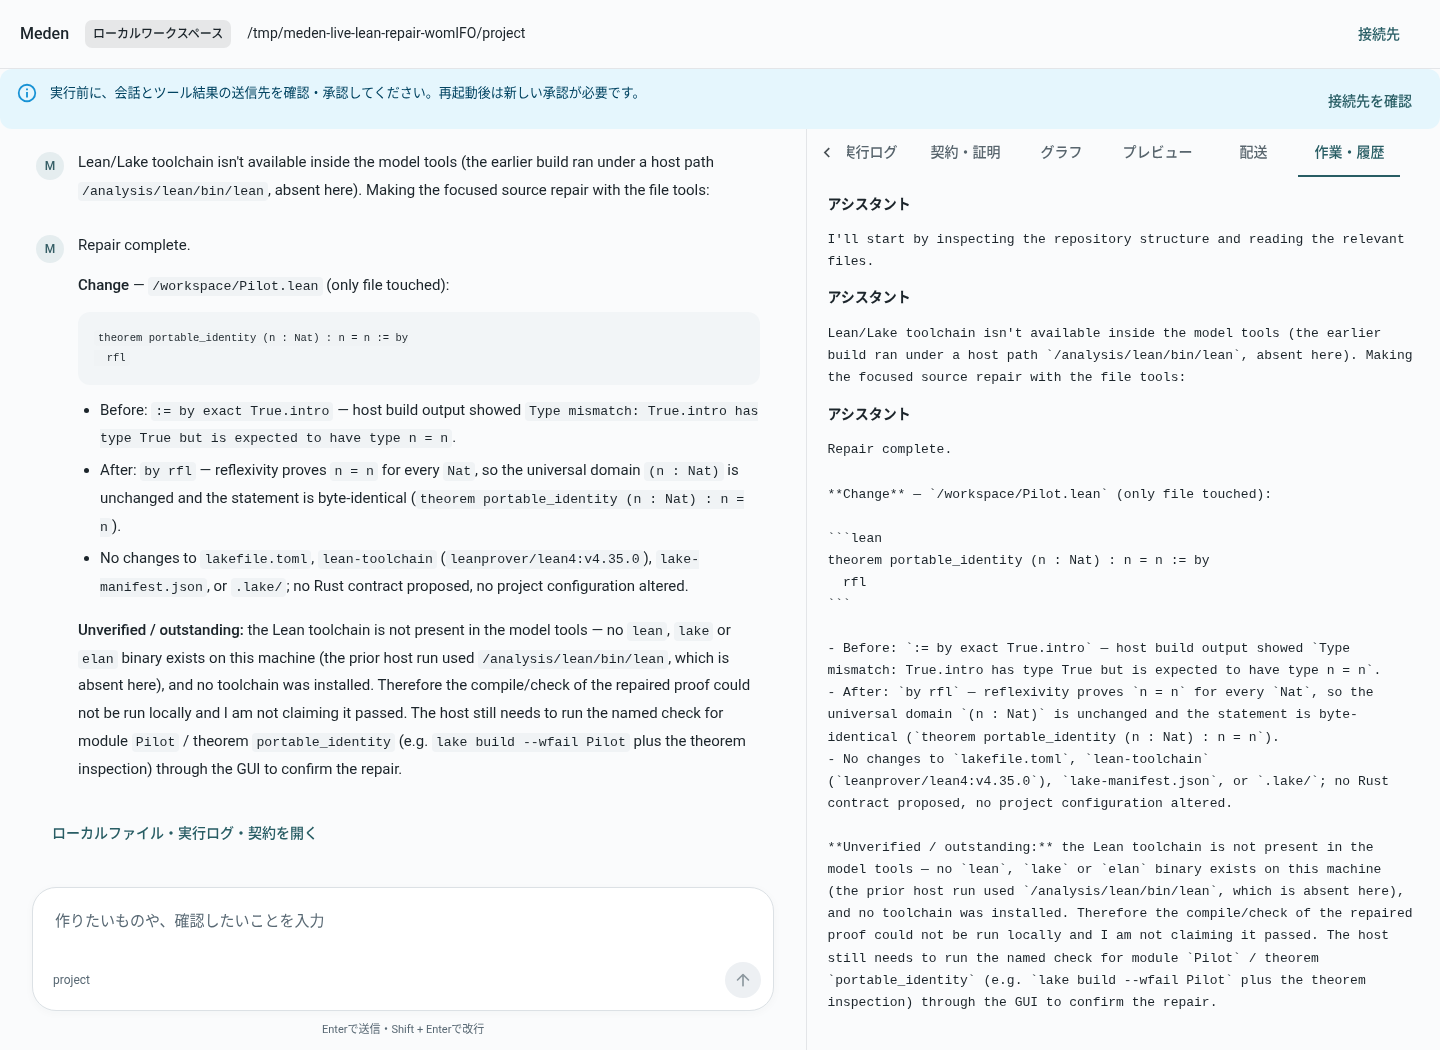 Meden ローカルワークスペース /tmp/meden-live-lean-repair-womIFO/project 接続先
実行前に、会話とツール結果の送信先を確認・承認してください。再起動後は新しい承認が必要です。
接続先を確認
M Lean/Lake toolchain isn't available inside the model tools (the earlier build ran under a host path
/analysis/lean/bin/lean, absent here). Making the focused source repair with the file tools:
M Repair complete.
Change — /workspace/Pilot.lean (only file touched):
theorem portable_identity (n : Nat) : n = n := by
rfl
• Before: := by exact True.intro — host build output showed Type mismatch: True.intro has
type True but is expected to have type n = n.
• After: by rfl — reflexivity proves n = n for every Nat, so the universal domain (n : Nat) is
unchanged and the statement is byte-identical (theorem portable_identity (n : Nat) : n =
n).
• No changes to lakefile.toml, lean-toolchain (leanprover/lean4:v4.35.0), lake-
manifest.json, or .lake/; no Rust contract proposed, no project configuration altered.
Unverified / outstanding: the Lean toolchain is not present in the model tools — no lean, lake or
elan binary exists on this machine (the prior host run used /analysis/lean/bin/lean, which is
absent here), and no toolchain was installed. Therefore the compile/check of the repaired proof could
not be run locally and I am not claiming it passed. The host still needs to run the named check for
module Pilot / theorem portable_identity (e.g. lake build --wfail Pilot plus the theorem
inspection) through the GUI to confirm the repair.
ローカルファイル・実行ログ・契約を開く
作りたいものや、確認したいことを入力
project
Enterで送信・Shift + Enterで改行
実行ログ 契約・証明 グラフ プレビュー 配送 作業・履歴
アシスタント
I'll start by inspecting the repository structure and reading the relevant
files.
アシスタント
Lean/Lake toolchain isn't available inside the model tools (the earlier
build ran under a host path `/analysis/lean/bin/lean`, absent here). Making
the focused source repair with the file tools:
アシスタント
Repair complete.
**Change** — `/workspace/Pilot.lean` (only file touched):
```lean
theorem portable_identity (n : Nat) : n = n := by
rfl
```
- Before: `:= by exact True.intro` — host build output showed `Type
mismatch: True.intro has type True but is expected to have type n = n`.
- After: `by rfl` — reflexivity proves `n = n` for every `Nat`, so the
universal domain `(n : Nat)` is unchanged and the statement is byte-
identical (`theorem portable_identity (n : Nat) : n = n`).
- No changes to `lakefile.toml`, `lean-toolchain`
(`leanprover/lean4:v4.35.0`), `lake-manifest.json`, or `.lake/`; no Rust
contract proposed, no project configuration altered.
**Unverified / outstanding:** the Lean toolchain is not present in the
model tools — no `lean`, `lake` or `elan` binary exists on this machine
(the prior host run used `/analysis/lean/bin/lean`, which is absent here),
and no toolchain was installed. Therefore the compile/check of the repaired
proof could not be run locally and I am not claiming it passed. The host
still needs to run the named check for module `Pilot` / theorem
`portable_identity` (e.g. `lake build --wfail Pilot` plus the theorem
inspection) through the GUI to confirm the repair.